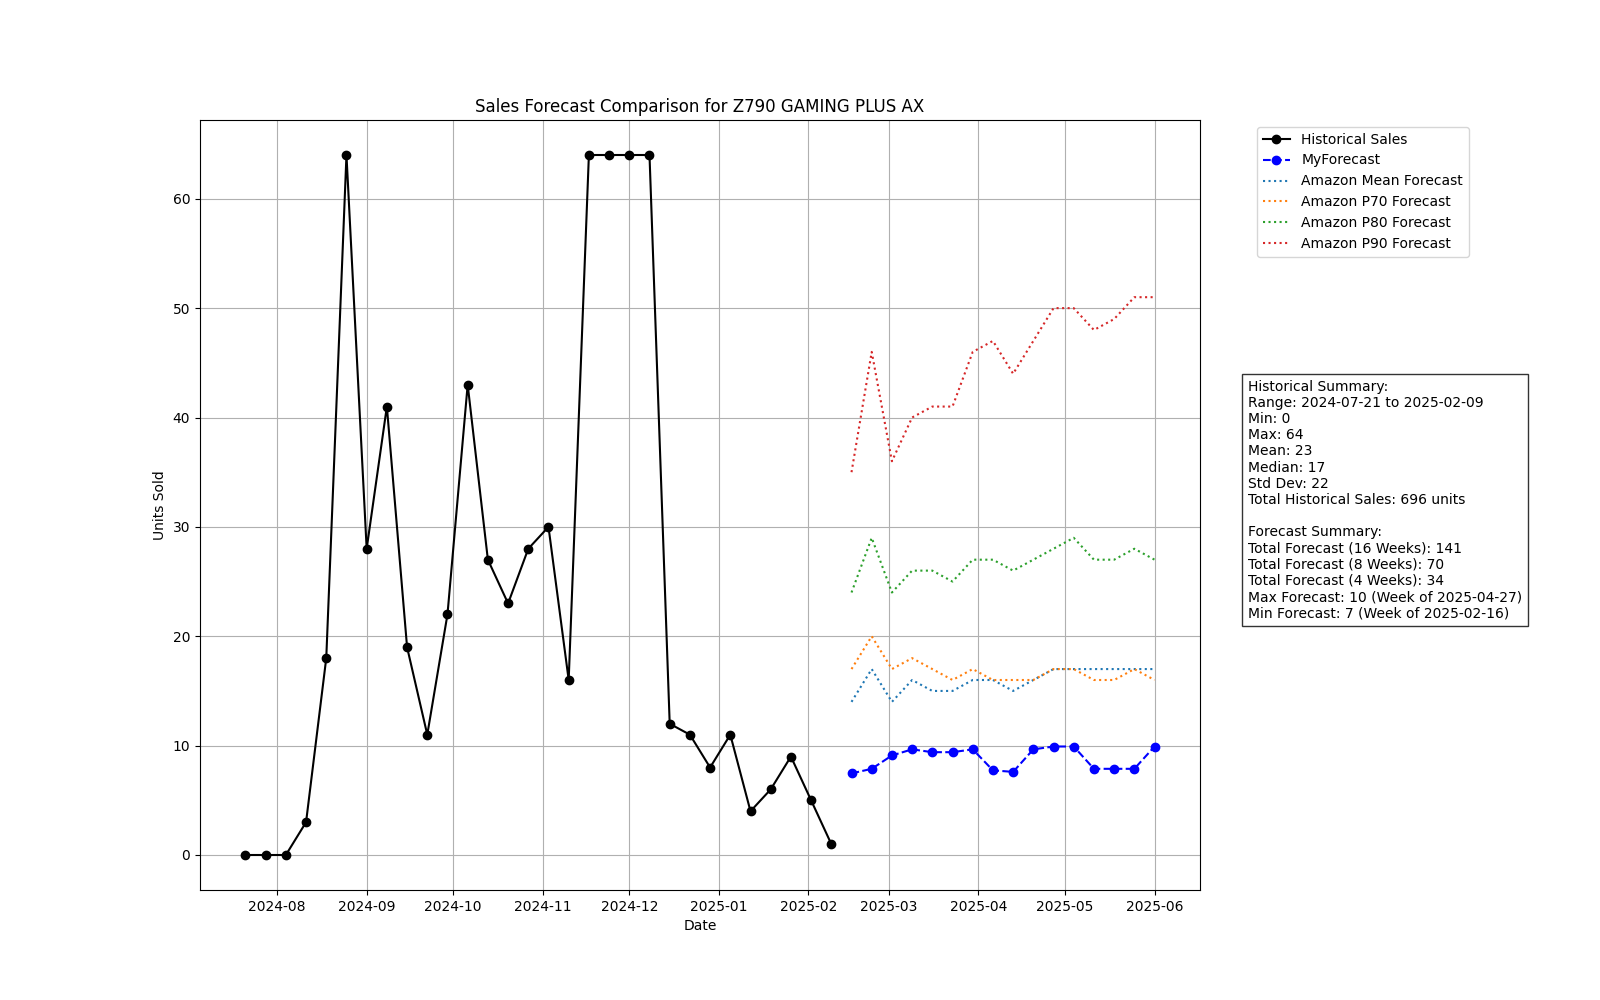 Sales Forecast Comparison for Z790 GAMING PLUS AX
Units Sold
60
50
40
30
20
10
0
2024-08 2024-09 2024-10 2024-11 2024-12 2025-01 2025-02 2025-03 2025-04 2025-05 2025-06
Date
Historical Sales
MyForecast
Amazon Mean Forecast
Amazon P70 Forecast
Amazon P80 Forecast
Amazon P90 Forecast
Historical Summary:
Range: 2024-07-21 to 2025-02-09
Min: 0
Max: 64
Mean: 23
Median: 17
Std Dev: 22
Total Historical Sales: 696 units
Forecast Summary:
Total Forecast (16 Weeks): 141
Total Forecast (8 Weeks): 70
Total Forecast (4 Weeks): 34
Max Forecast: 10 (Week of 2025-04-27)
Min Forecast: 7 (Week of 2025-02-16)